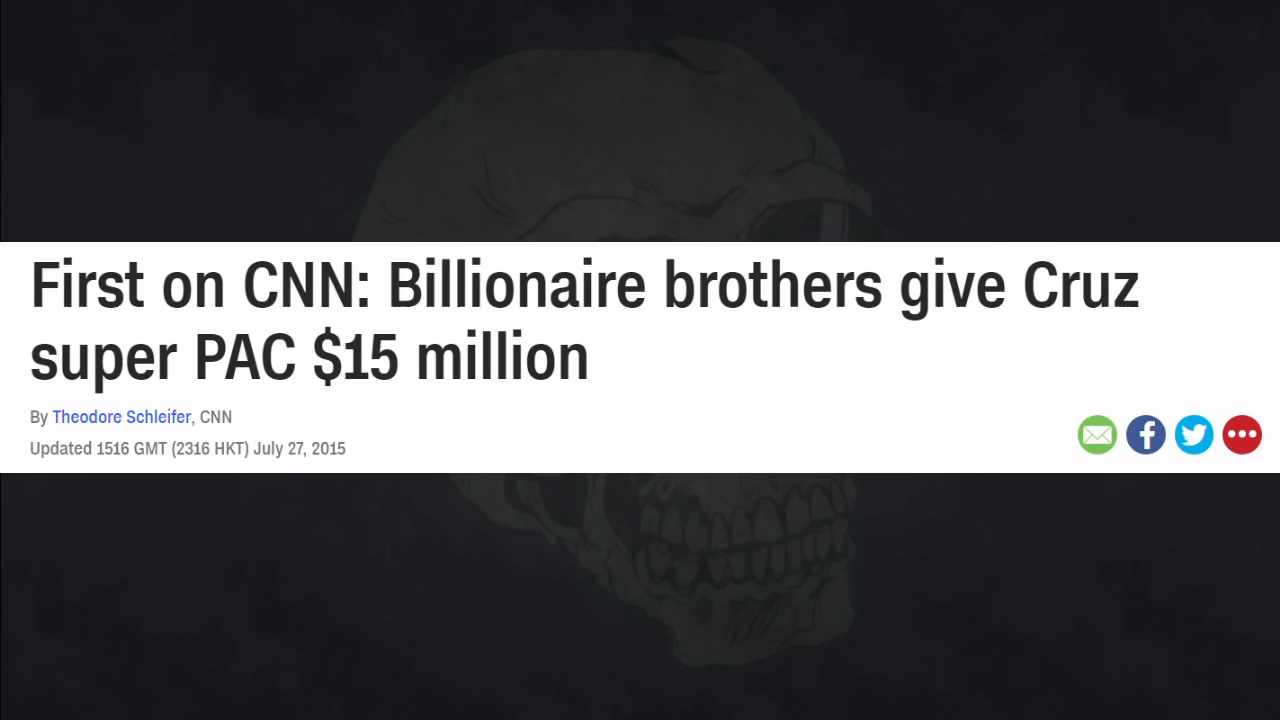 First on CNN: Billionaire brothers give Cruz
super PAC $15 million
By Theodore Schleifer, CNN
Updated 1516 GMT (2316 HKT) July 27, 2015